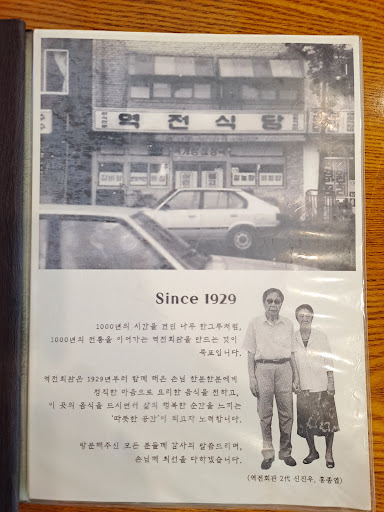 역전식당
Since 1929
1000년의 시간을 견딘 나무 한그루처럼,
1000년의 전통을 이어가는 역전회관을 만드는 것이
목표입니다.
역전회관은 1929년부터 함께 해온 손님 한분한분에게
정직한 마음으로 요리한 음식을 전하고,
이 곳의 음식을 드시면서 삶의 행복한 순간을 느끼는
'따뜻한 공간'이 되고자 노력합니다.
방문해주신 모든 분들께 감사의 말씀드리며,
손님께 최선을 다하겠습니다.
(역전회관 2代 신진우, 홍종엽)